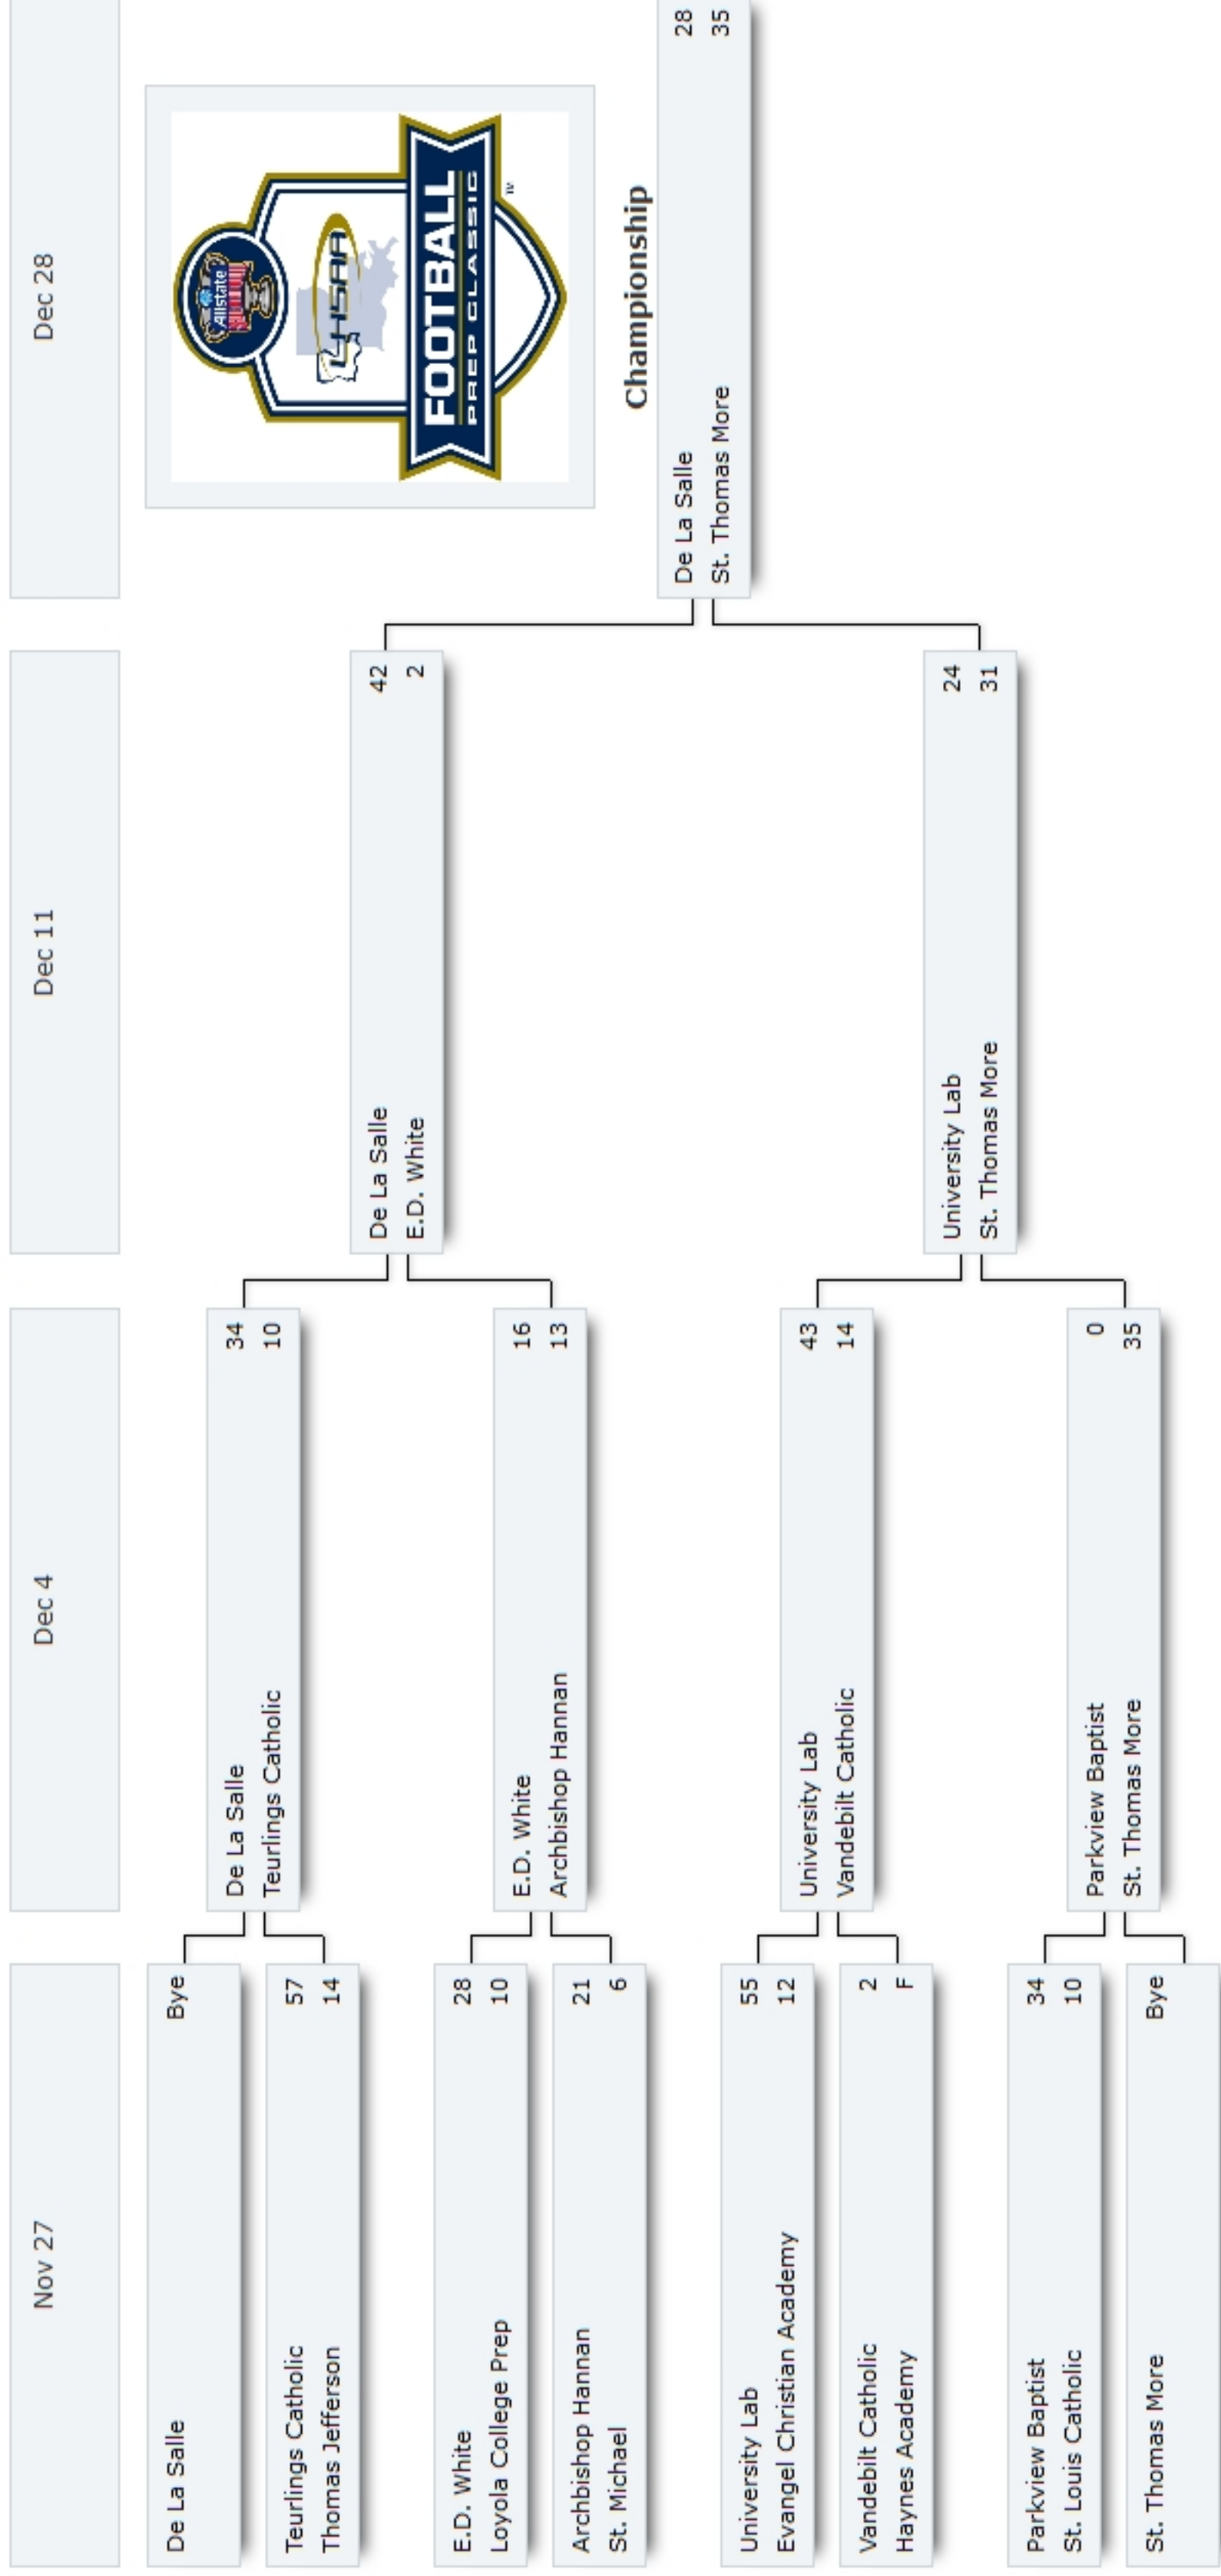 Nov 27
Dec 4
Dec 11
Dec 28
De La Salle Bye
Teurlings Catholic 57
Thomas Jefferson 14
E.D. White 28
Loyola College Prep 10
Archbishop Hannan 21
St. Michael 6
University Lab 55
Evangel Christian Academy 12
Vandebilt Catholic 2
Haynes Academy F
Parkview Baptist 34
St. Louis Catholic 10
St. Thomas More Bye
De La Salle 34
Teurlings Catholic 10
E.D. White 16
Archbishop Hannan 13
University Lab 43
Vandebilt Catholic 14
Parkview Baptist 0
St. Thomas More 35
De La Salle 42
E.D. White 2
University Lab 24
St. Thomas More 31
Allstate
LHSAA
FOOTBALL
PREP CLASSIC
TM
Championship
De La Salle 28
St. Thomas More 35